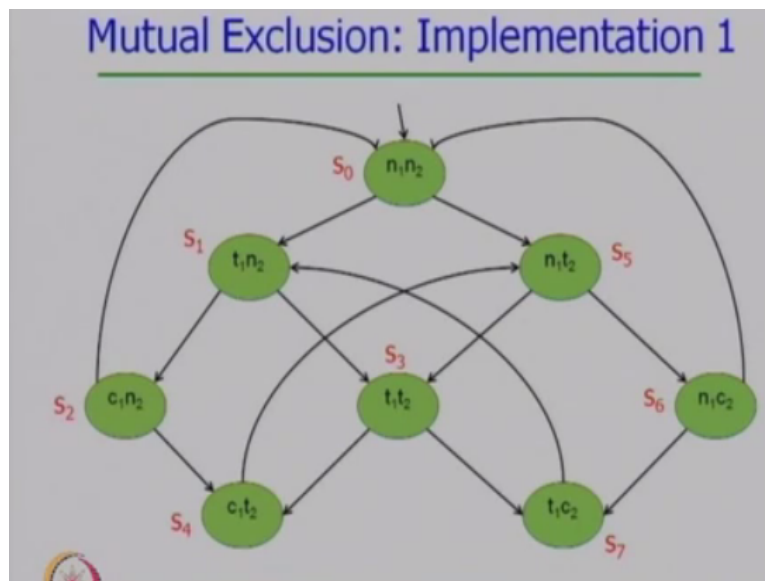 Mutual Exclusion: Implementation 1
S₀ n₁n₂
S₁ t₁n₂ n₁t₂ S₅
S₃
S₂ c₁n₂ t₁t₂ S₆ n₁c₂
S₄ c₁t₂ t₁c₂ S₇